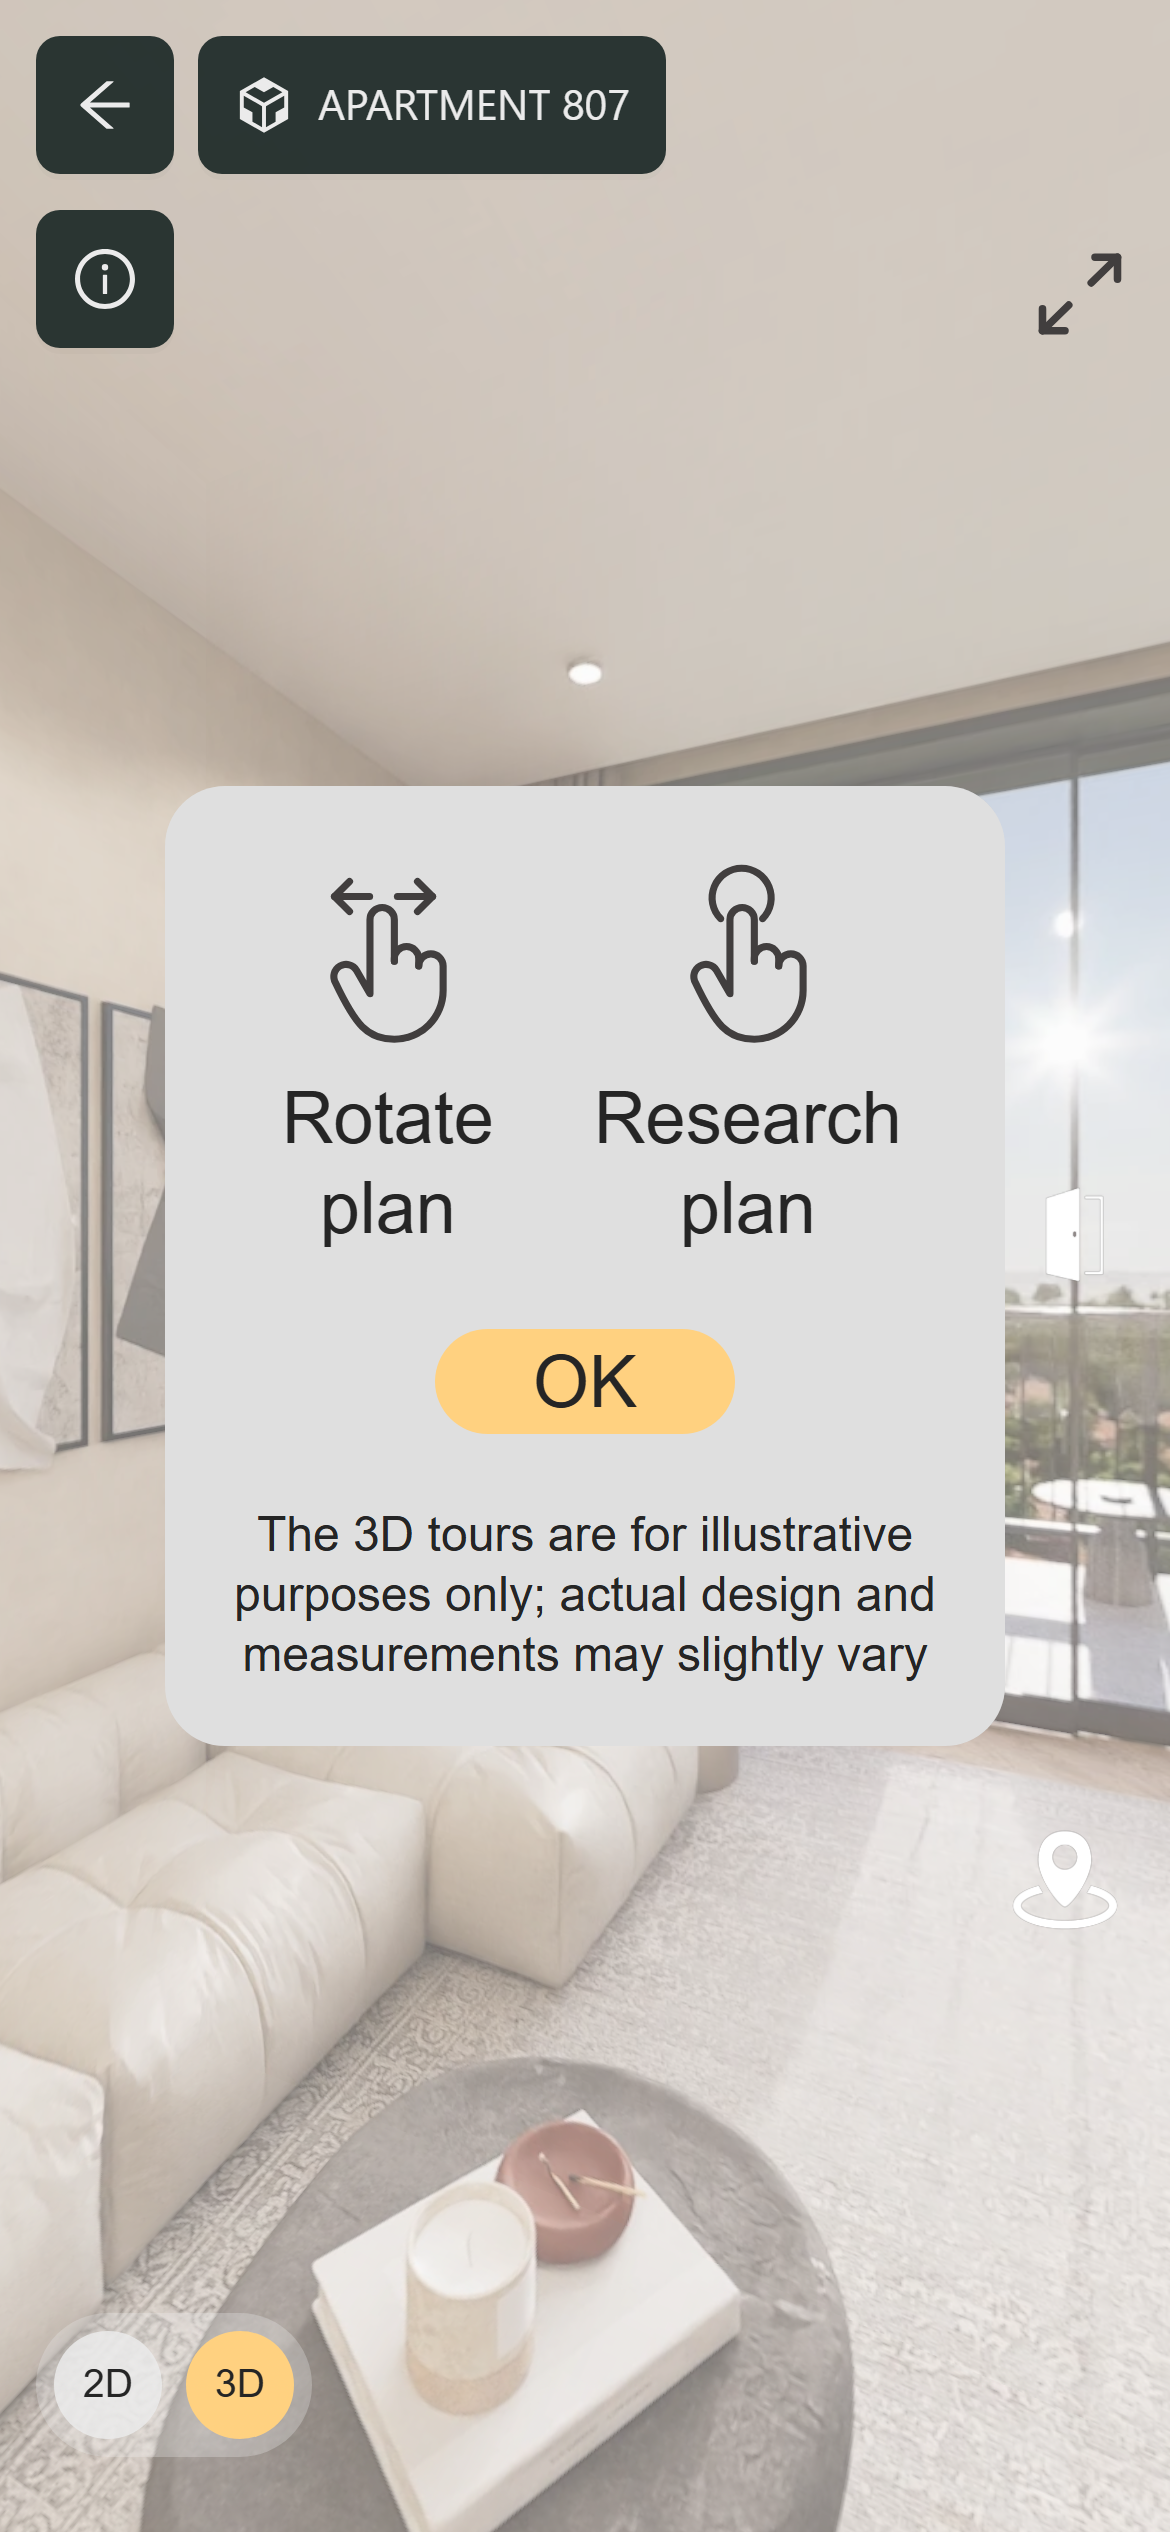 APARTMENT 807
Rotate
plan
Research
plan
OK
The 3D tours are for illustrative
purposes only; actual design and
measurements may slightly vary
2D
3D